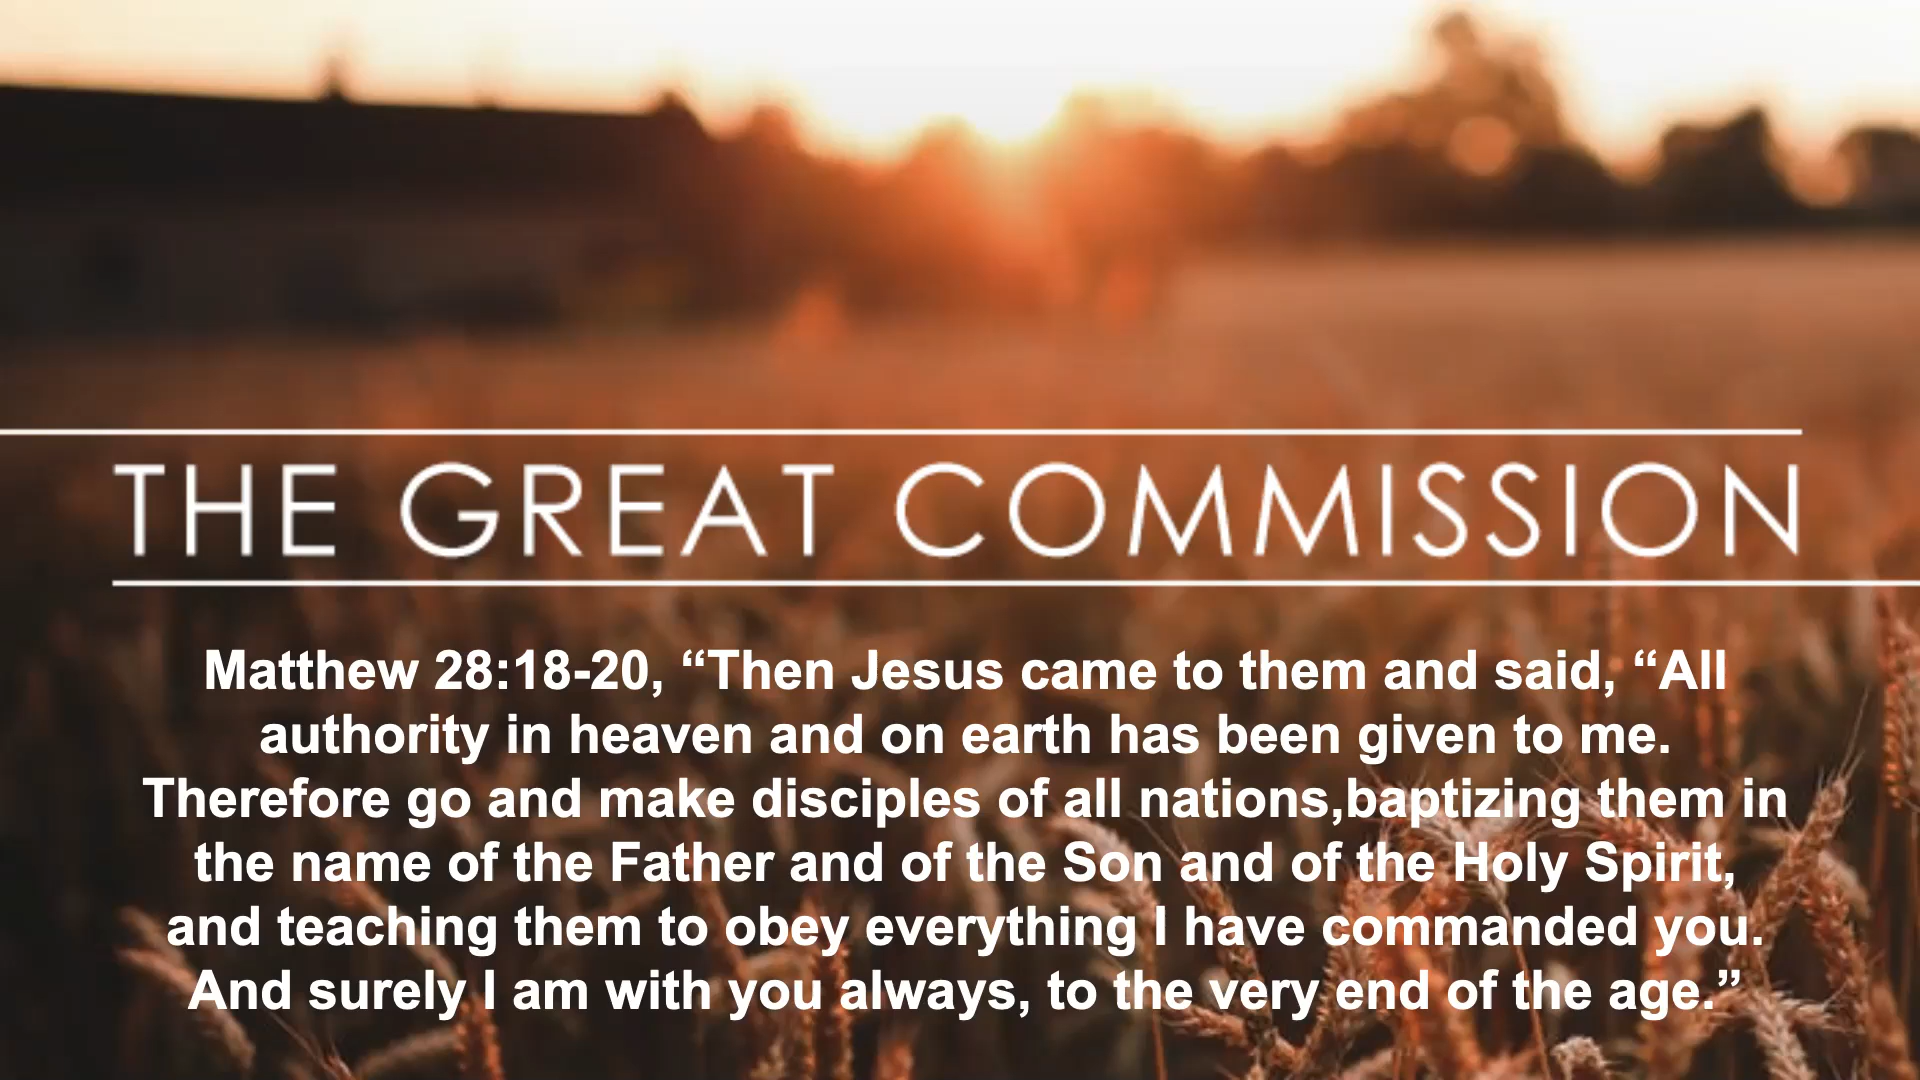 THE GREAT COMMISSION
Matthew 28:18-20, “Then Jesus came to them and said, “All
authority in heaven and on earth has been given to me.
Therefore go and make disciples of all nations,baptizing them in
the name of the Father and of the Son and of the Holy Spirit,
and teaching them to obey everything I have commanded you.
And surely I am with you always, to the very end of the age.”